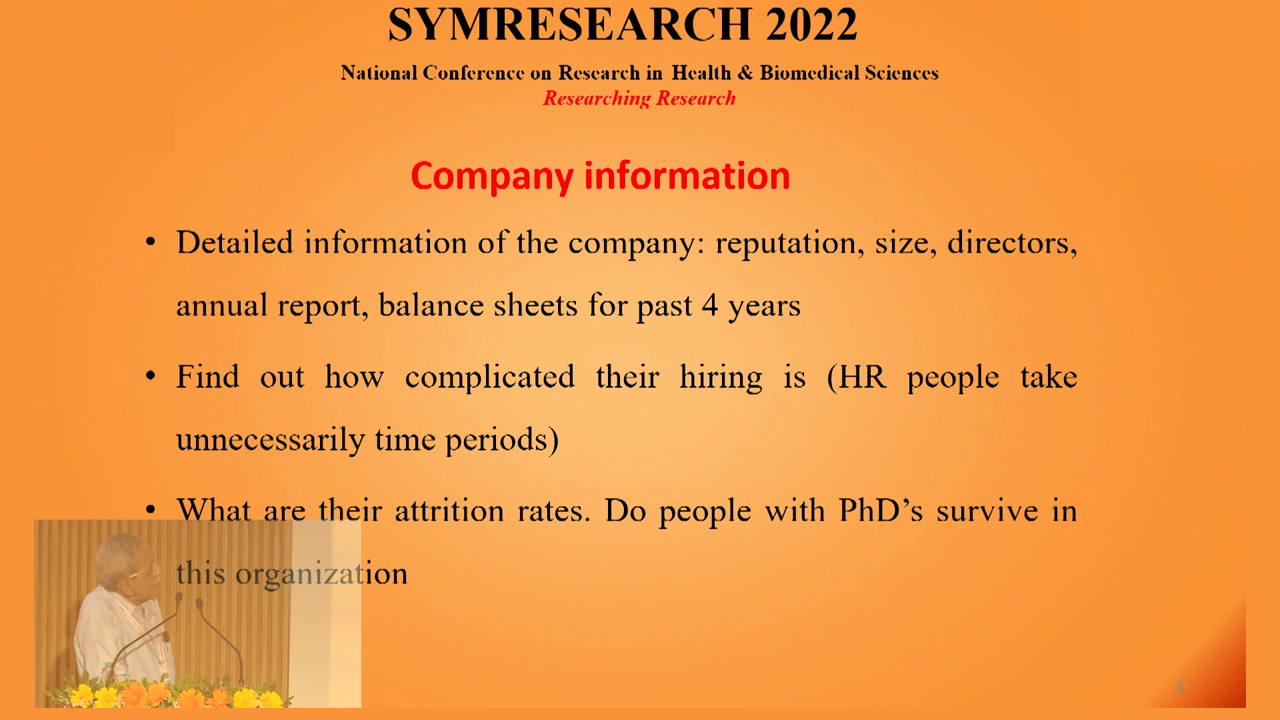 SYMRESEARCH 2022
National Conference on Research in Health & Biomedical Sciences
Researching Research
Company information
• Detailed information of the company: reputation, size, directors,
annual report, balance sheets for past 4 years
• Find out how complicated their hiring is (HR people take
unnecessarily time periods)
• What are their attrition rates. Do people with PhD’s survive in
this organization
3